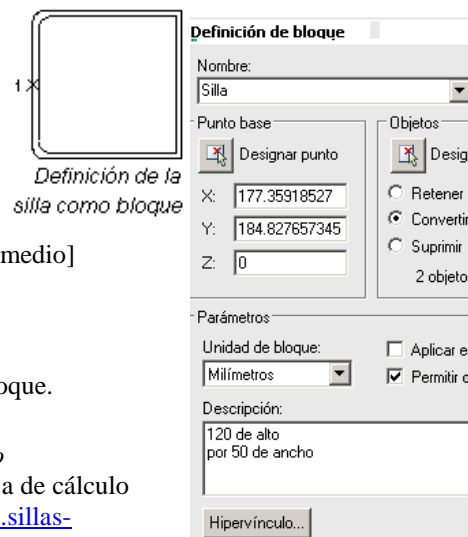 1
Definición de la
silla como bloque
medio]
oque.
o
a de cálculo
.sillas-
Definición de bloque
Nombre:
Silla
Punto base
Designar punto
X: 177.35918527
Y: 184.827657345
Z: 0
Objetos
Desig
Retener
Convertir
Suprimir
2 objeto
Parámetros
Unidad de bloque:
Milímetros
Aplicar e
Permitir
Descripción:
120 de alto
por 50 de ancho
Hipervínculo...